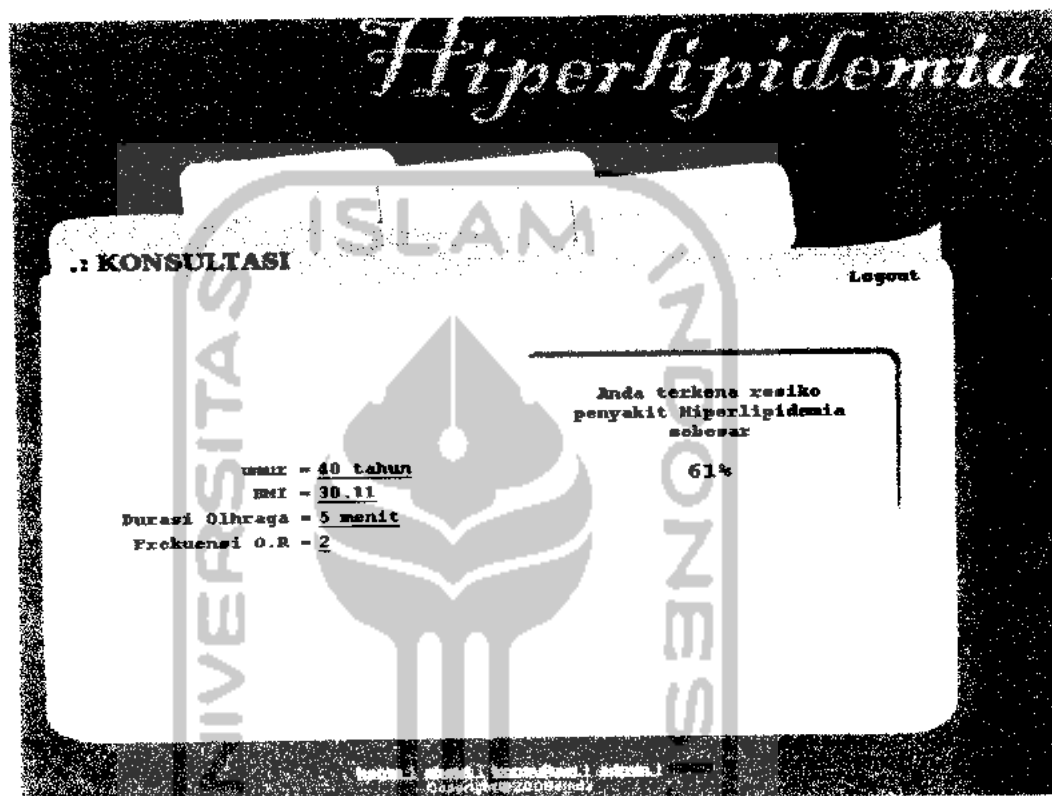 Hiperlipidemia
.: KONSULTASI
Logout
Anda terkena resiko
penyakit Hiperlipidemia
sebesar
61%
umur = 40 tahun
BMI = 30.11
Durasi Olhraga = 5 menit
Frekuensi O.R = 2
UNIVERSITAS ISLAM INDONESI